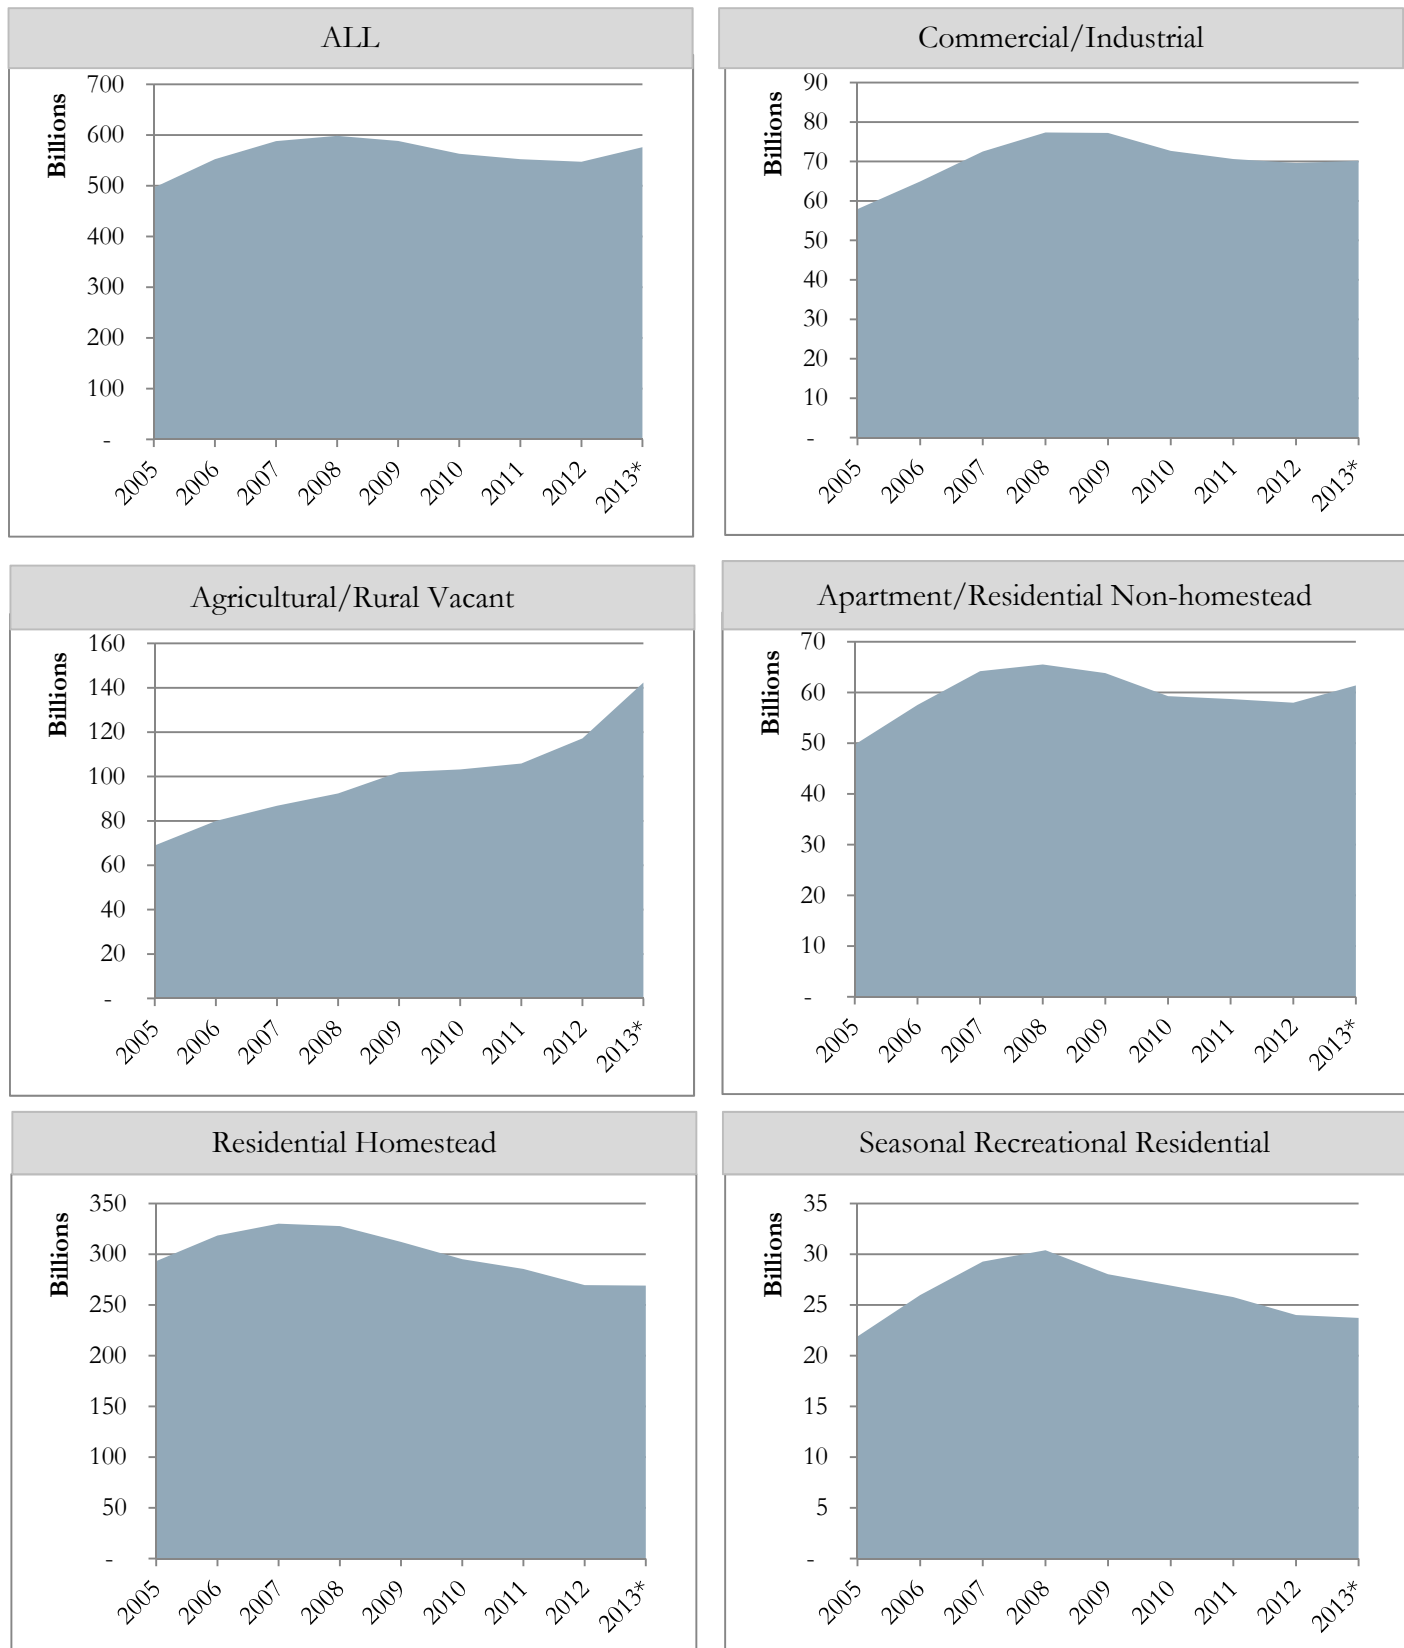 ALL
Billions
700
600
500
400
300
200
100
-
2005 2006 2007 2008 2009 2010 2011 2012 2013*
Commercial/Industrial
Billions
90
80
70
60
50
40
30
20
10
-
2005 2006 2007 2008 2009 2010 2011 2012 2013*
Agricultural/Rural Vacant
Billions
160
140
120
100
80
60
40
20
-
2005 2006 2007 2008 2009 2010 2011 2012 2013*
Apartment/Residential Non-homestead
Billions
70
60
50
40
30
20
10
-
2005 2006 2007 2008 2009 2010 2011 2012 2013*
Residential Homestead
Billions
350
300
250
200
150
100
50
-
2005 2006 2007 2008 2009 2010 2011 2012 2013*
Seasonal Recreational Residential
Billions
35
30
25
20
15
10
5
-
2005 2006 2007 2008 2009 2010 2011 2012 2013*